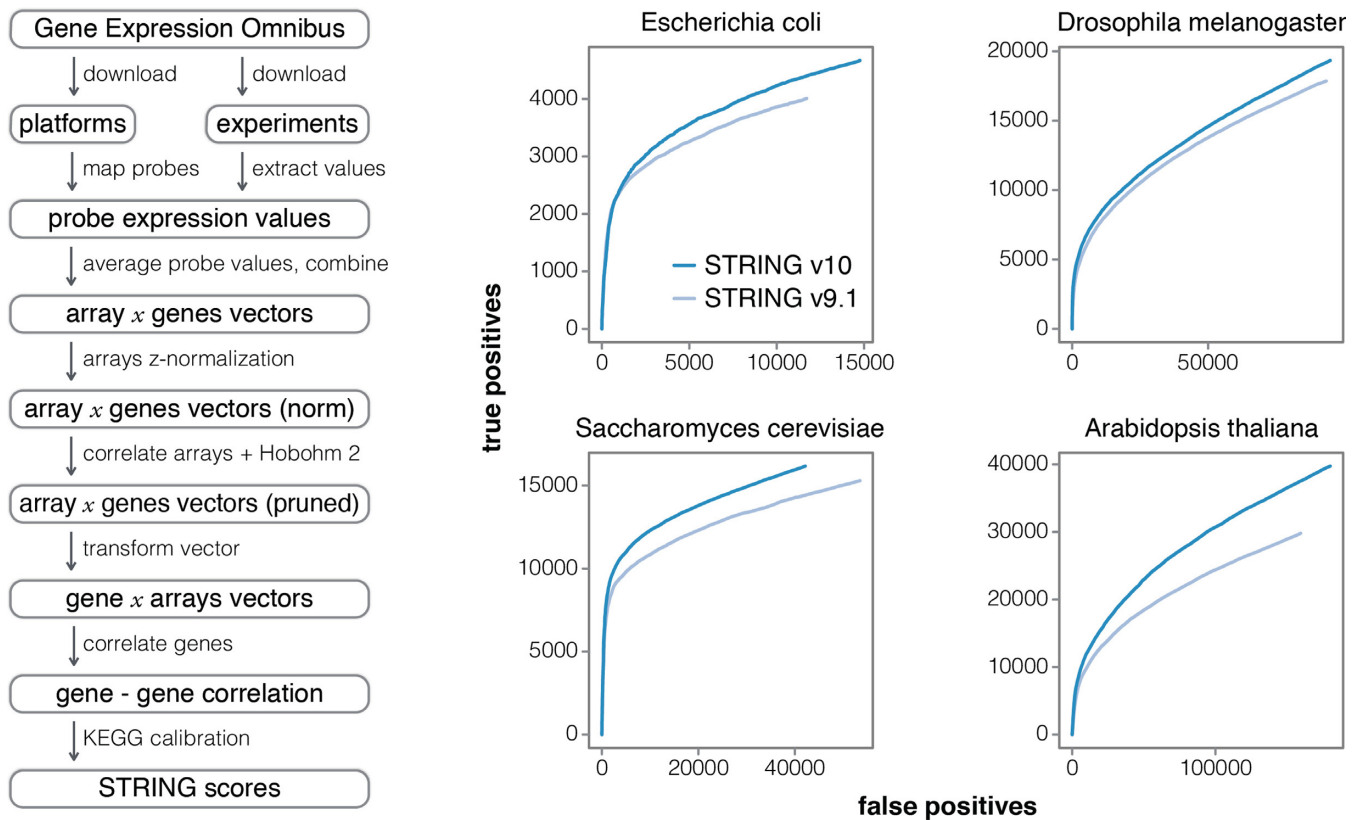 Gene Expression Omnibus
download
download
platforms
experiments
map probes
extract values
probe expression values
average probe values, combine
array x genes vectors
arrays z-normalization
array x genes vectors (norm)
correlate arrays + Hobohm 2
array x genes vectors (pruned)
transform vector
gene x arrays vectors
correlate genes
gene - gene correlation
KEGG calibration
STRING scores
true positives
Escherichia coli
4000
3000
2000
1000
0
STRING v10
STRING v9.1
0 5000 10000 15000
Drosophila melanogaster
20000
15000
10000
5000
0
0 50000
Saccharomyces cerevisiae
15000
10000
5000
0
0 20000 40000
Arabidopsis thaliana
40000
30000
20000
10000
0
0 100000
false positives